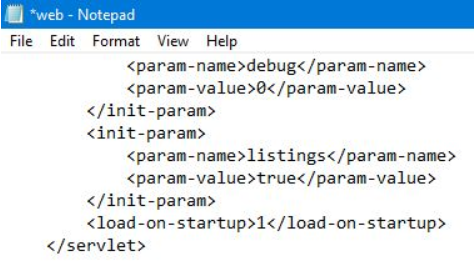 *web - Notepad
File Edit Format View Help
<param-name>debug</param-name>
<param-value>0</param-value>
</init-param>
<init-param>
<param-name>listings</param-name>
<param-value>true</param-value>
</init-param>
<load-on-startup>1</load-on-startup>
</servlet>